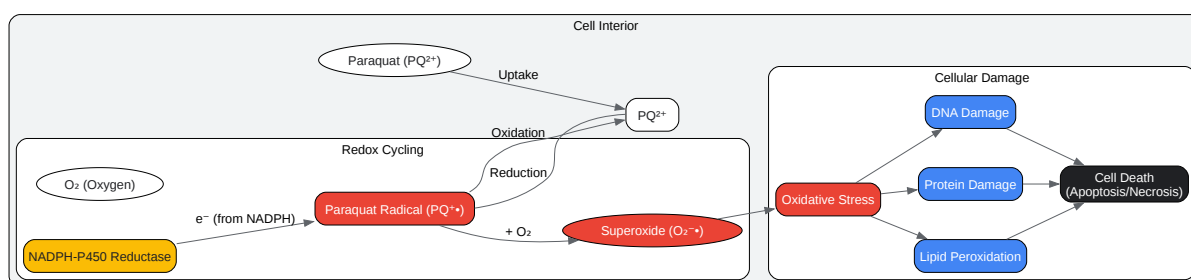 Cell Interior
Paraquat (PQ²⁺)
Uptake
PQ²⁺
Oxidation
Redox Cycling
Reduction
O₂ (Oxygen)
e⁻ (from NADPH)
Paraquat Radical (PQ⁺•)
+ O₂
Superoxide (O₂⁻•)
NADPH-P450 Reductase
Cellular Damage
DNA Damage
Oxidative Stress
Protein Damage
Cell Death
(Apoptosis/Necrosis)
Lipid Peroxidation